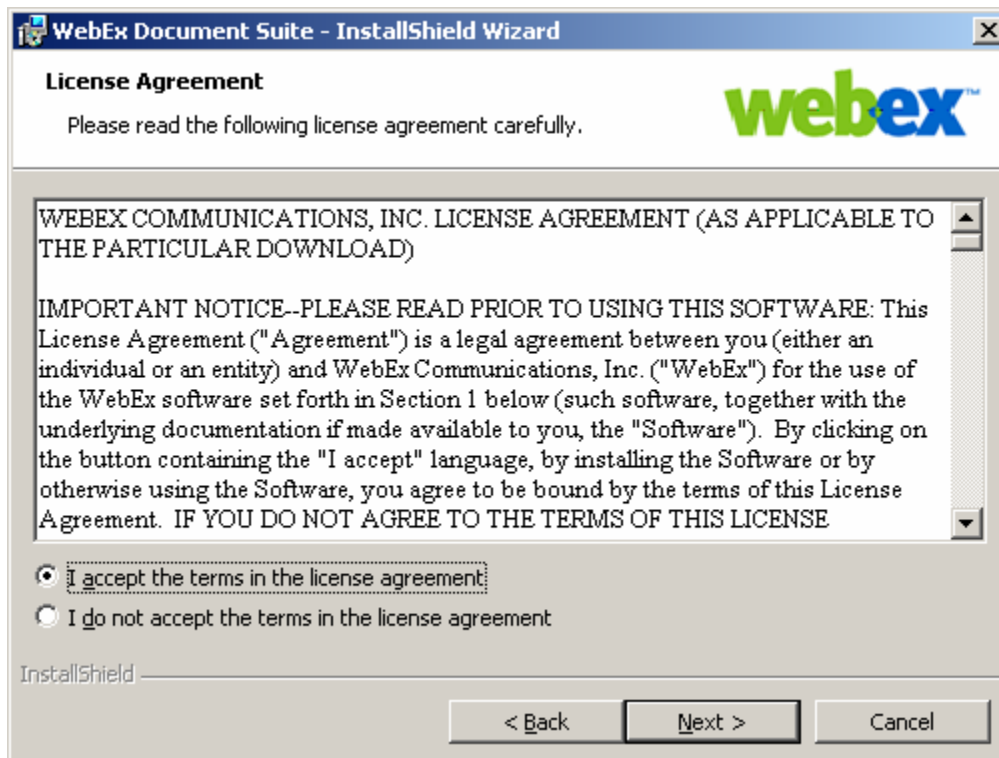 WebEx Document Suite - InstallShield Wizard
License Agreement
Please read the following license agreement carefully.
webex™
WEBEX COMMUNICATIONS, INC. LICENSE AGREEMENT (AS APPLICABLE TO
THE PARTICULAR DOWNLOAD)
IMPORTANT NOTICE--PLEASE READ PRIOR TO USING THIS SOFTWARE: This
License Agreement ("Agreement") is a legal agreement between you (either an
individual or an entity) and WebEx Communications, Inc. ("WebEx") for the use of
the WebEx software set forth in Section 1 below (such software, together with the
underlying documentation if made available to you, the "Software").  By clicking on
the button containing the "I accept" language, by installing the Software or by
otherwise using the Software, you agree to be bound by the terms of this License
Agreement.  IF YOU DO NOT AGREE TO THE TERMS OF THIS LICENSE
I accept the terms in the license agreement
I do not accept the terms in the license agreement
InstallShield
< Back
Next >
Cancel